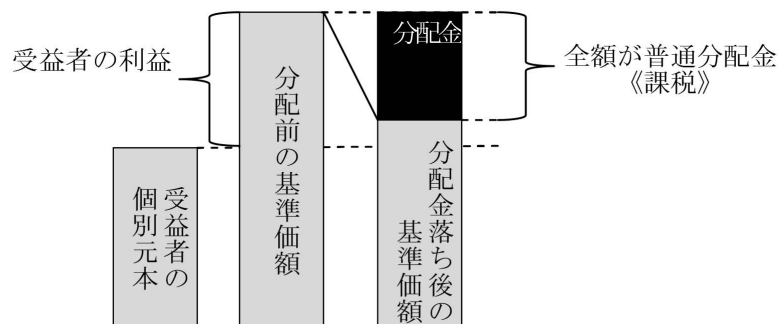 分配金
受益者の利益
全額が普通分配金
《課税》
分配前の基準価額
分配金落ち後の
基準価額
受益者の
個別元本